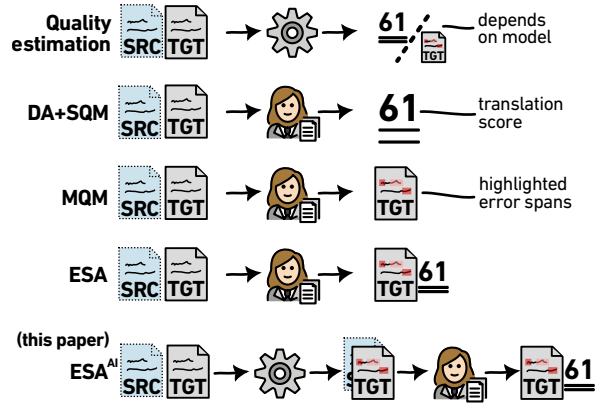 Quality
estimation
SRC TGT
61
TGT
depends
on model
DA+SQM
SRC TGT
61
translation
score
MQM
SRC TGT
TGT
highlighted
error spans
ESA
SRC TGT
TGT 61
(this paper)
ESA^AI
SRC TGT
S TGT
TGT 61